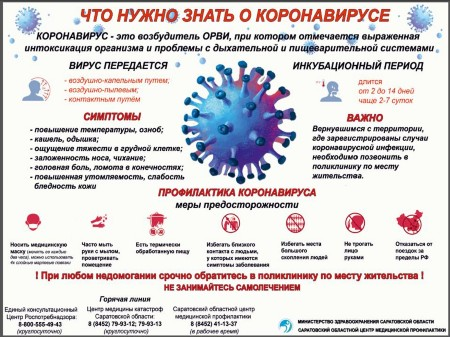 ЧТО НУЖНО ЗНАТЬ О КОРОНАВИРУСЕ
КОРОНАВИРУС - это возбудитель ОРВИ, при котором отмечается выраженная
интоксикация организма и проблемы с дыхательной и пищеварительной системами
ВИРУС ПЕРЕДАЕТСЯ
- воздушно-капельным путем;
- воздушно-пылевым;
- контактным путём
ИНКУБАЦИОННЫЙ ПЕРИОД
длится
от 2 до 14 дней
чаще 2-7 суток
СИМПТОМЫ
- повышение температуры, озноб;
- кашель, одышка;
- ощущение тяжести в грудной клетке;
- заложенность носа, чихание;
- головная боль, ломота в конечностях;
- повышенная утомляемость, слабость
бледность кожи
ВАЖНО
Вернувшимся с территории,
где зарегистрированы случаи
коронавирусной инфекции,
необходимо позвонить в
поликлинику по месту
жительства.
ПРОФИЛАКТИКА КОРОНАВИРУСА
меры предосторожности
Носить медицинскую
маску (менять ее каждые
два часа), можно использовать
Часто мыть
руки с мылом,
проветривать
помещение
Есть термически
обработанную пищу
Избегать близкого
контакта с людьми,
у которых имеются
симптомы заболевания
Избегать места
большого
скопления людей
Не трогать
лицо
руками
Отказаться от
поездок за
пределы РФ
! При любом недомогании срочно обратитесь в поликлинику по месту жительства !
НЕ ЗАНИМАЙТЕСЬ САМОЛЕЧЕНИЕМ
Горячая линия
Единый консультационный
Центр Роспотребнадзора:
8-800-555-49-43
(круглосуточно)
Центр медицины катастроф
Саратовской области:
8 (8452) 79-93-12; 79-93-13
(круглосуточно)
Саратовский областной центр
медицинской профилактики
8 (8452) 41-13-37
(в рабочее время)
МИНИСТЕРСТВО ЗДРАВООХРАНЕНИЯ САРАТОВСКОЙ ОБЛАСТИ
САРАТОВСКИЙ ОБЛАСТНОЙ ЦЕНТР МЕДИЦИНСКОЙ ПРОФИЛАКТИКИ